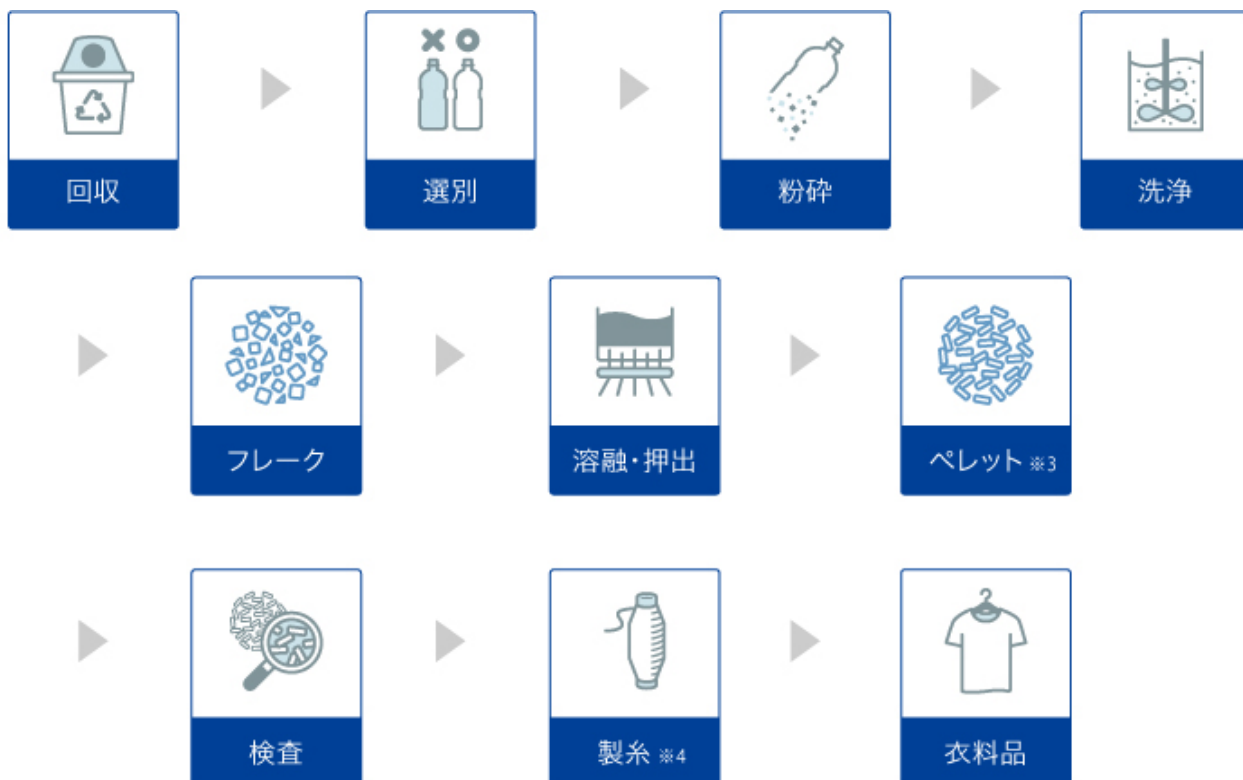 回収
選別
粉砕
洗浄
フレーク
溶融・押出
ペレット ※3
検査
製糸 ※4
衣料品